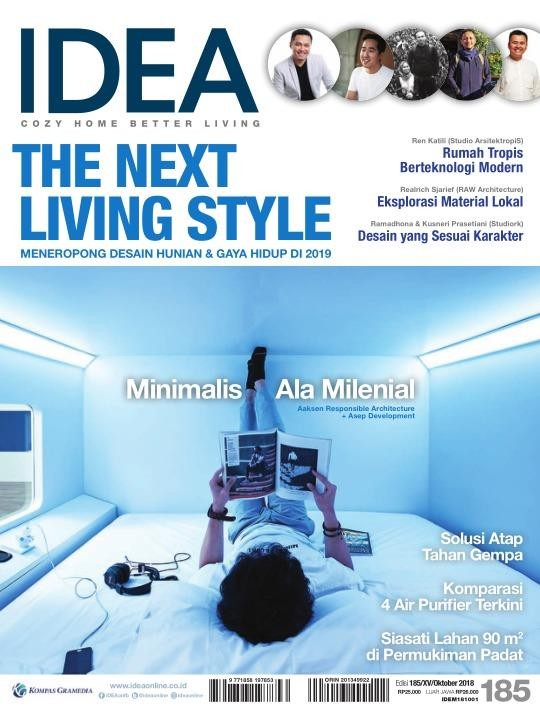 IDEA
COZY HOME BETTER LIVING
THE NEXT
LIVING STYLE
MENEROPONG DESAIN HUNIAN & GAYA HIDUP DI 2019
Ren Katili (Studio ArsitektropiS)
Rumah Tropis
Berteknologi Modern
Realrich Sjarief (RAW Architecture)
Eksplorasi Material Lokal
Ramadhona & Kusneri Prasetiani (Studiork)
Desain yang Sesuai Karakter
Minimalis Ala Milenial
Aaksen Responsible Architecture
+ Asep Development
Solusi Atap
Tahan Gempa
Komparasi
4 Air Purifier Terkini
Siasati Lahan 90 m²
di Permukiman Padat
KOMPAS GRAMEDIA
www.ideaonline.co.id
@ideaonline
9 771858 197853
ORIN 201349922
Edisi 185/XV/Oktober 2018
RP25.000 LUAR JAWA RP26.000
IDEM181001
185